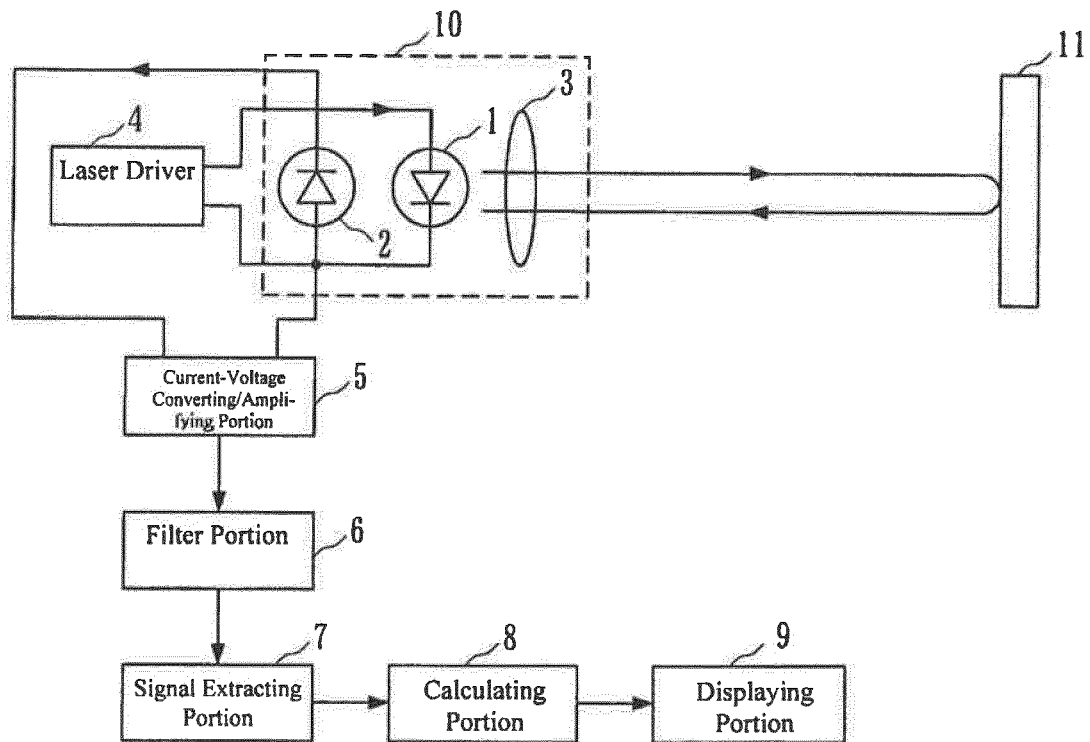 10
11
3
4
1
Laser Driver
2
Current-Voltage
Converting/Ampli-
fying Portion
5
Filter Portion
6
7
8
9
Signal Extracting
Portion
Calculating
Portion
Displaying
Portion